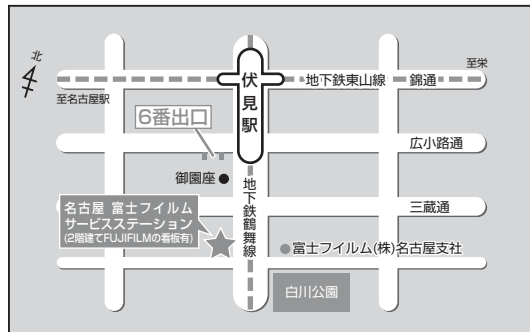 北
至栄
地下鉄東山線
錦通
至名古屋駅
伏見駅
6番出口
広小路通
御園座
地下鉄鶴舞線
三蔵通
名古屋 富士フイルム
サービスステーション
(2階建てFUJIFILMの看板有)
富士フイルム(株)名古屋支社
白川公園